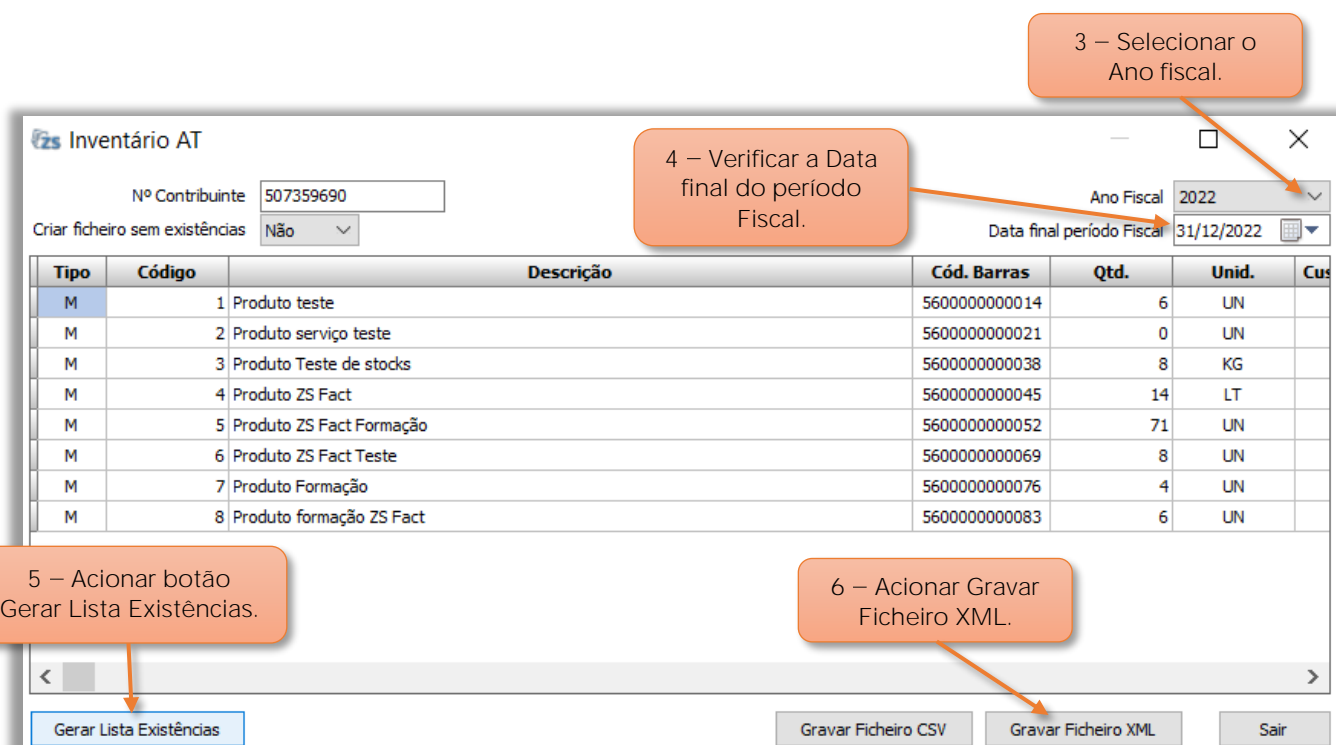 3 – Selecionar o
Ano fiscal.
zs Inventário AT
4 – Verificar a Data
final do período
Fiscal.
Nº Contribuinte 507359690
Ano Fiscal 2022
Criar ficheiro sem existências Não
Data final período Fiscal 31/12/2022
Tipo Código Descrição Cód. Barras Qtd. Unid. Cus
M 1 Produto teste 5600000000014 6 UN
M 2 Produto serviço teste 5600000000021 0 UN
M 3 Produto Teste de stocks 5600000000038 8 KG
M 4 Produto ZS Fact 5600000000045 14 LT
M 5 Produto ZS Fact Formação 5600000000052 71 UN
M 6 Produto ZS Fact Teste 5600000000069 8 UN
M 7 Produto Formação 5600000000076 4 UN
M 8 Produto formação ZS Fact 5600000000083 6 UN
5 – Acionar botão
Gerar Lista Existências.
6 – Acionar Gravar
Ficheiro XML.
Gerar Lista Existências Gravar Ficheiro CSV Gravar Ficheiro XML Sair